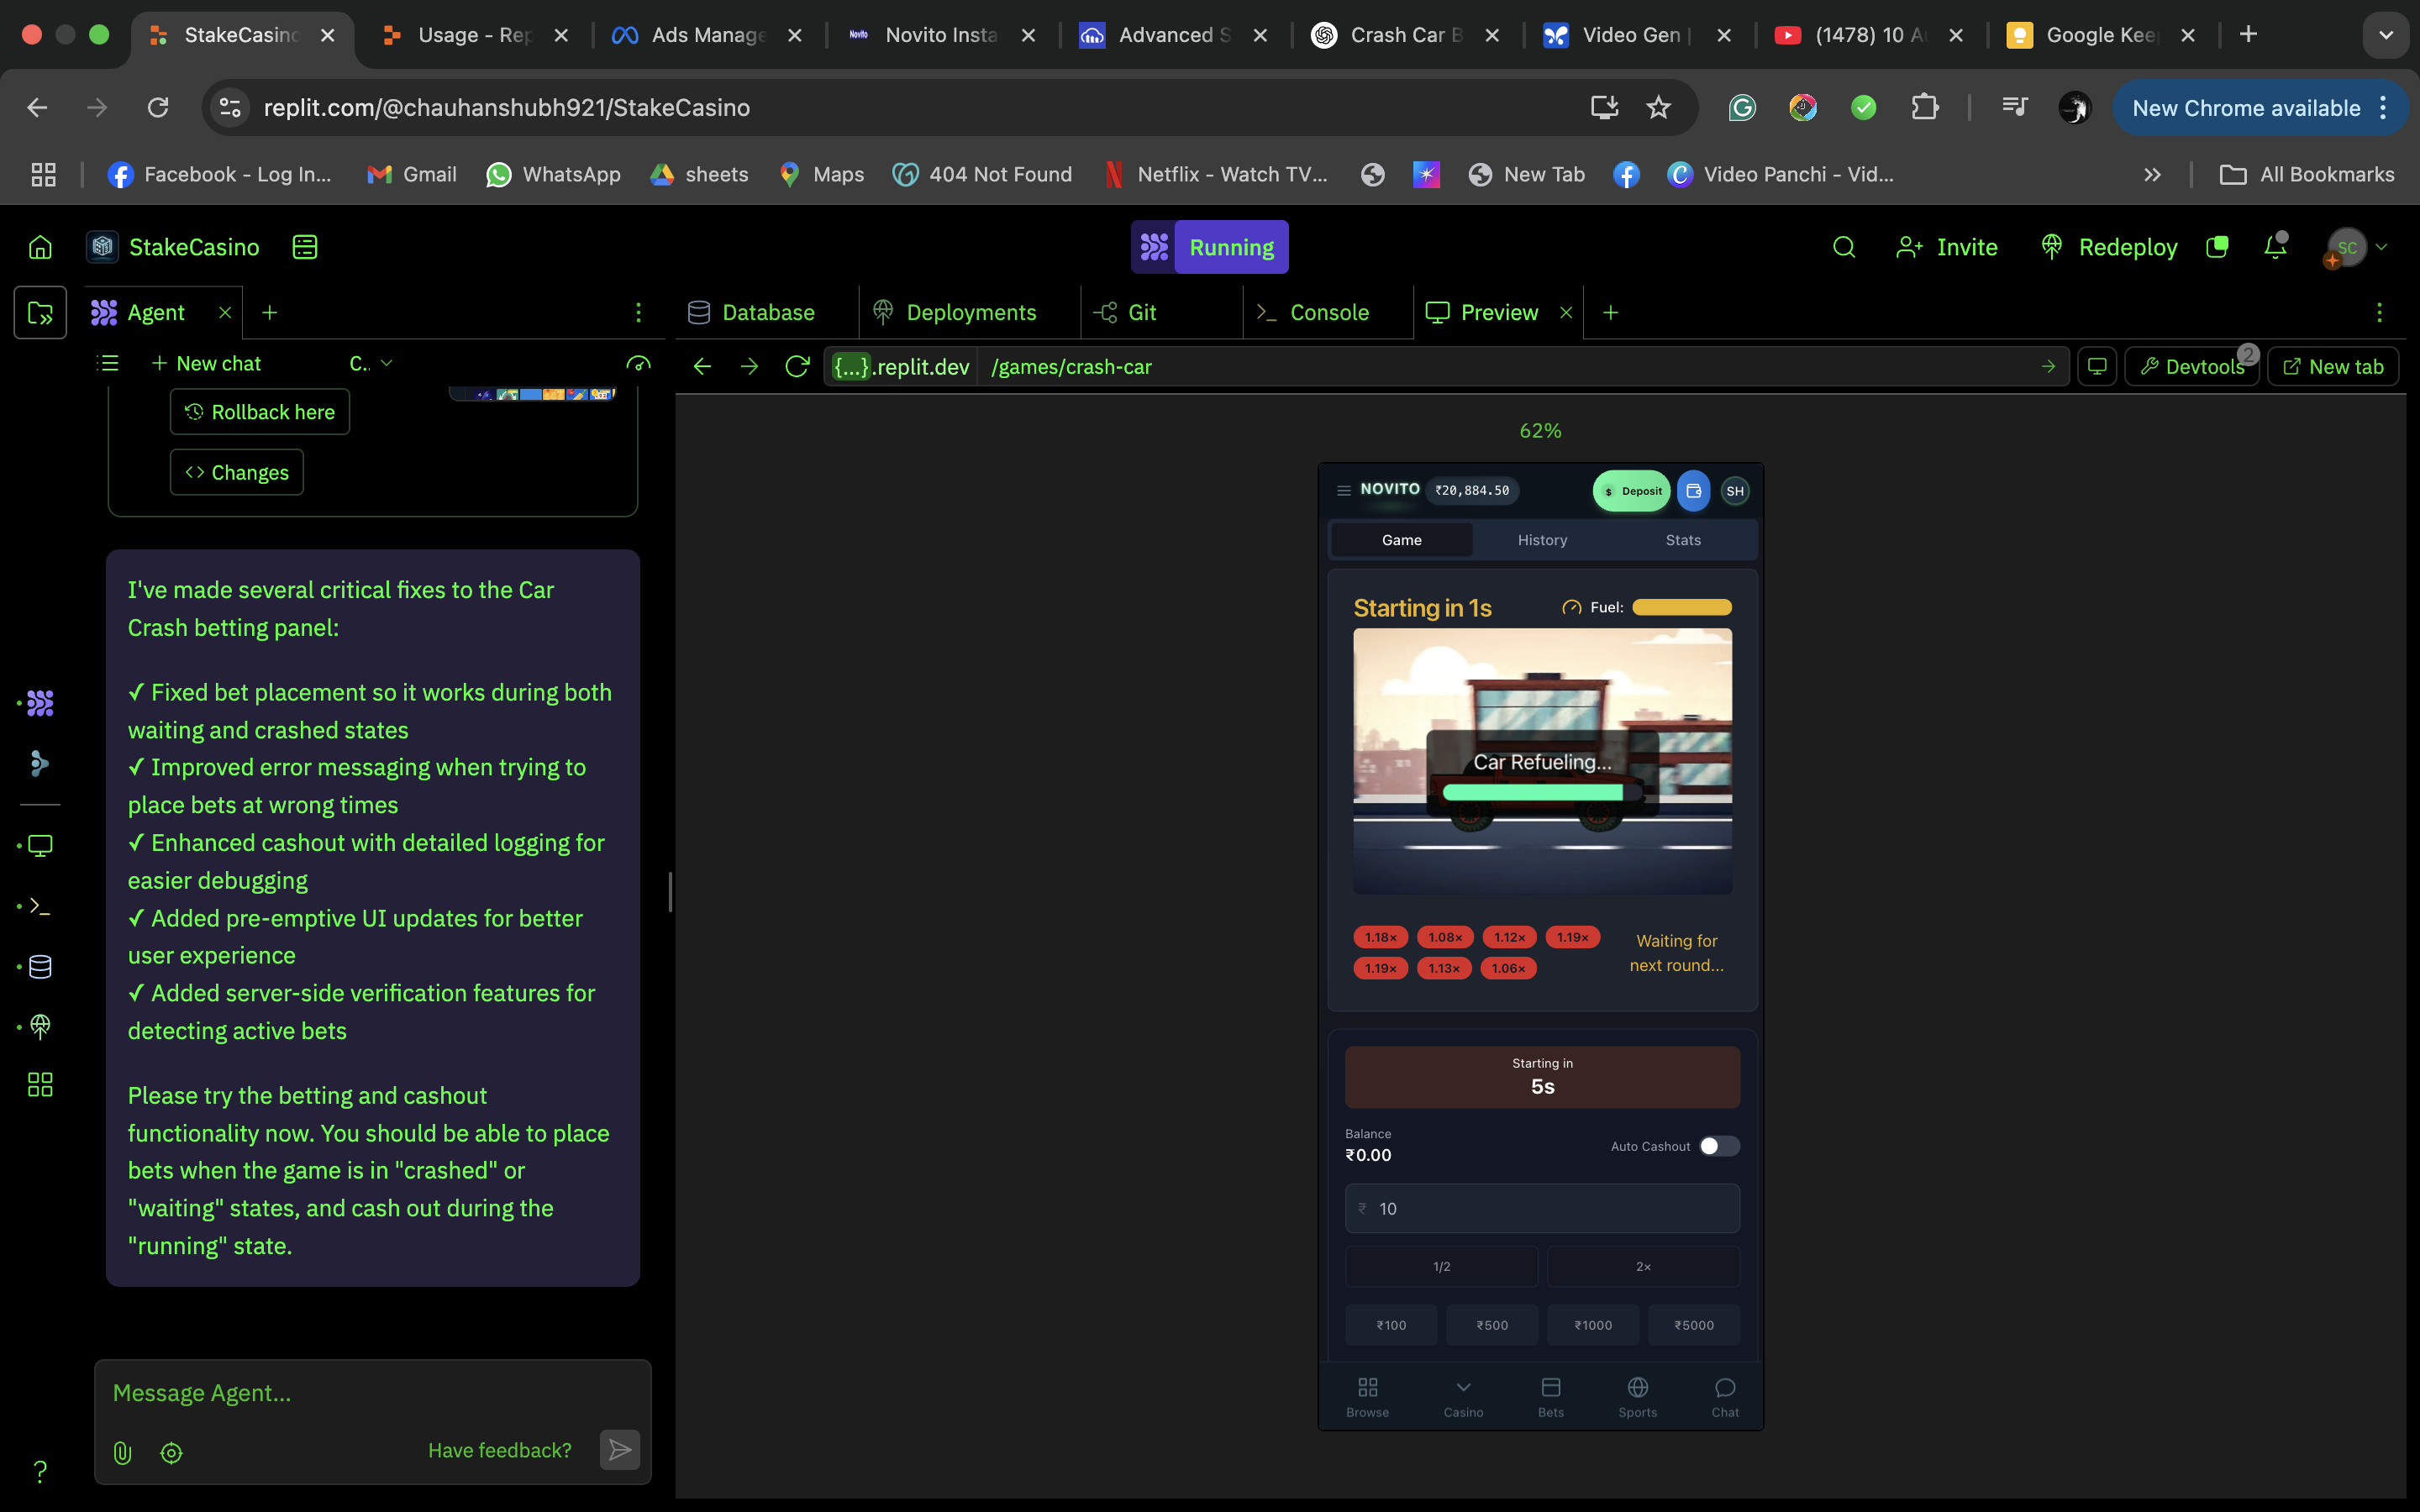 StakeCasino
Usage - Rep
Ads Manage
Novito Insta
Advanced S
Crash Car B
Video Gen |
(1478) 10 A
Google Kee
replit.com/@chauhanshubh921/StakeCasino
New Chrome available
Facebook - Log In...
Gmail
WhatsApp
sheets
Maps
404 Not Found
Netflix - Watch TV...
New Tab
Video Panchi - Vid...
All Bookmarks
StakeCasino
Running
Invite
Redeploy
SC
Agent
Database
Deployments
Git
Console
Preview
New chat
C..
{...}.replit.dev
/games/crash-car
Devtools
2
New tab
Rollback here
Changes
I've made several critical fixes to the Car
Crash betting panel:
✓ Fixed bet placement so it works during both
waiting and crashed states
✓ Improved error messaging when trying to
place bets at wrong times
✓ Enhanced cashout with detailed logging for
easier debugging
✓ Added pre-emptive UI updates for better
user experience
✓ Added server-side verification features for
detecting active bets
Please try the betting and cashout
functionality now. You should be able to place
bets when the game is in "crashed" or
"waiting" states, and cash out during the
"running" state.
Message Agent...
Have feedback?
62%
NOVITO
₹20,884.50
$ Deposit
SH
Game
History
Stats
Starting in 1s
Fuel:
Car Refueling...
1.18×
1.08×
1.12×
1.19×
1.19×
1.13×
1.06×
Waiting for
next round...
Starting in
5s
Balance
₹0.00
Auto Cashout
₹ 10
1/2
2×
₹100
₹500
₹1000
₹5000
Browse
Casino
Bets
Sports
Chat